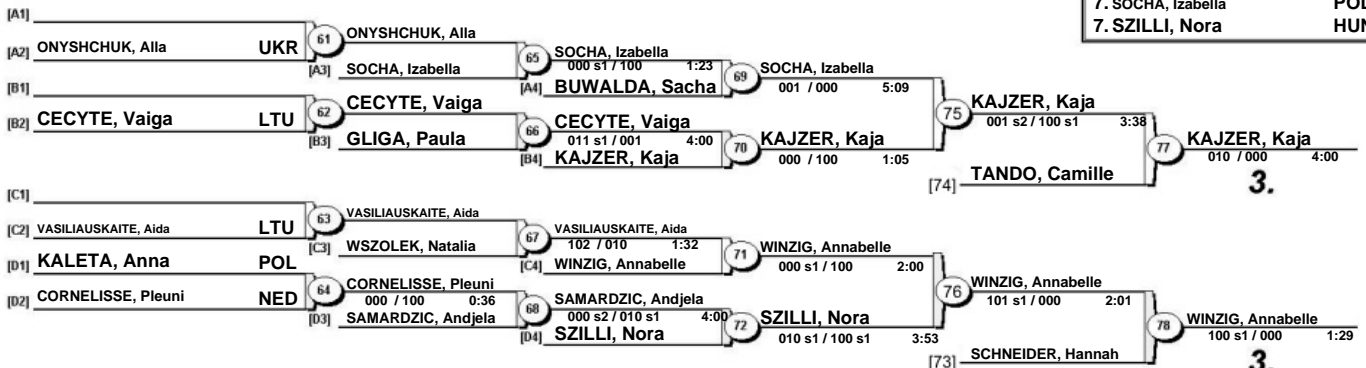 7. SOCHA, Izabella POL
7. SZILLI, Nora HUN
[A1]
[A2] ONYSHCHUK, Alla UKR
61 ONYSHCHUK, Alla
[A3] SOCHA, Izabella
65 SOCHA, Izabella
000 s1 / 100 1:23
[A4] BUWALDA, Sacha
69 SOCHA, Izabella
001 / 000 5:09
[B1]
[B2] CECYTE, Vaiga LTU
62 CECYTE, Vaiga
[B3] GLIGA, Paula
66 CECYTE, Vaiga
011 s1 / 001 4:00
[B4] KAJZER, Kaja
70 KAJZER, Kaja
000 / 100 1:05
75 KAJZER, Kaja
001 s2 / 100 s1 3:38
[74] TANDO, Camille
77 KAJZER, Kaja
010 / 000 4:00
3.
[C1]
[C2] VASILIAUSKAITE, Aida LTU
63 VASILIAUSKAITE, Aida
[C3] WSZOLEK, Natalia
67 VASILIAUSKAITE, Aida
102 / 010 1:32
[C4] WINZIG, Annabelle
71 WINZIG, Annabelle
000 s1 / 100 2:00
[D1] KALETA, Anna POL
[D2] CORNELISSE, Pleuni NED
64 CORNELISSE, Pleuni
000 / 100 0:36
[D3] SAMARDZIC, Andjela
68 SAMARDZIC, Andjela
000 s2 / 010 s1 4:00
[D4] SZILLI, Nora
72 SZILLI, Nora
010 s1 / 100 s1 3:53
76 WINZIG, Annabelle
101 s1 / 000 2:01
[73] SCHNEIDER, Hannah
78 WINZIG, Annabelle
100 s1 / 000 1:29
3.